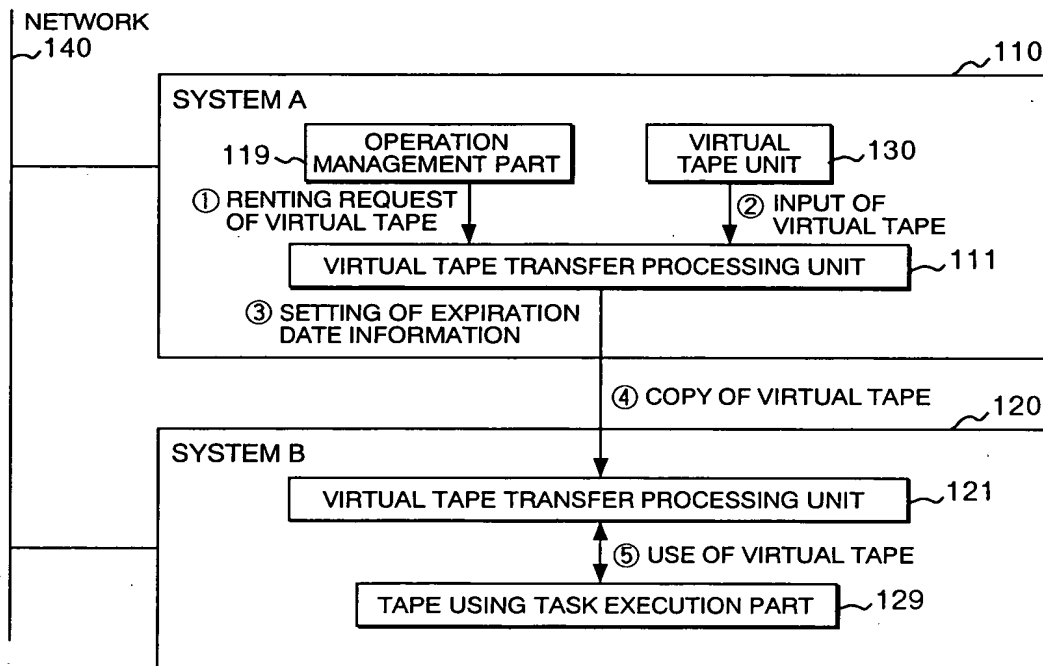 NETWORK
140
110
SYSTEM A
OPERATION
MANAGEMENT PART
119
VIRTUAL
TAPE UNIT
130
① RENTING REQUEST
OF VIRTUAL TAPE
② INPUT OF
VIRTUAL TAPE
VIRTUAL TAPE TRANSFER PROCESSING UNIT
111
③ SETTING OF EXPIRATION
DATE INFORMATION
④ COPY OF VIRTUAL TAPE
120
SYSTEM B
VIRTUAL TAPE TRANSFER PROCESSING UNIT
121
⑤ USE OF VIRTUAL TAPE
TAPE USING TASK EXECUTION PART
129